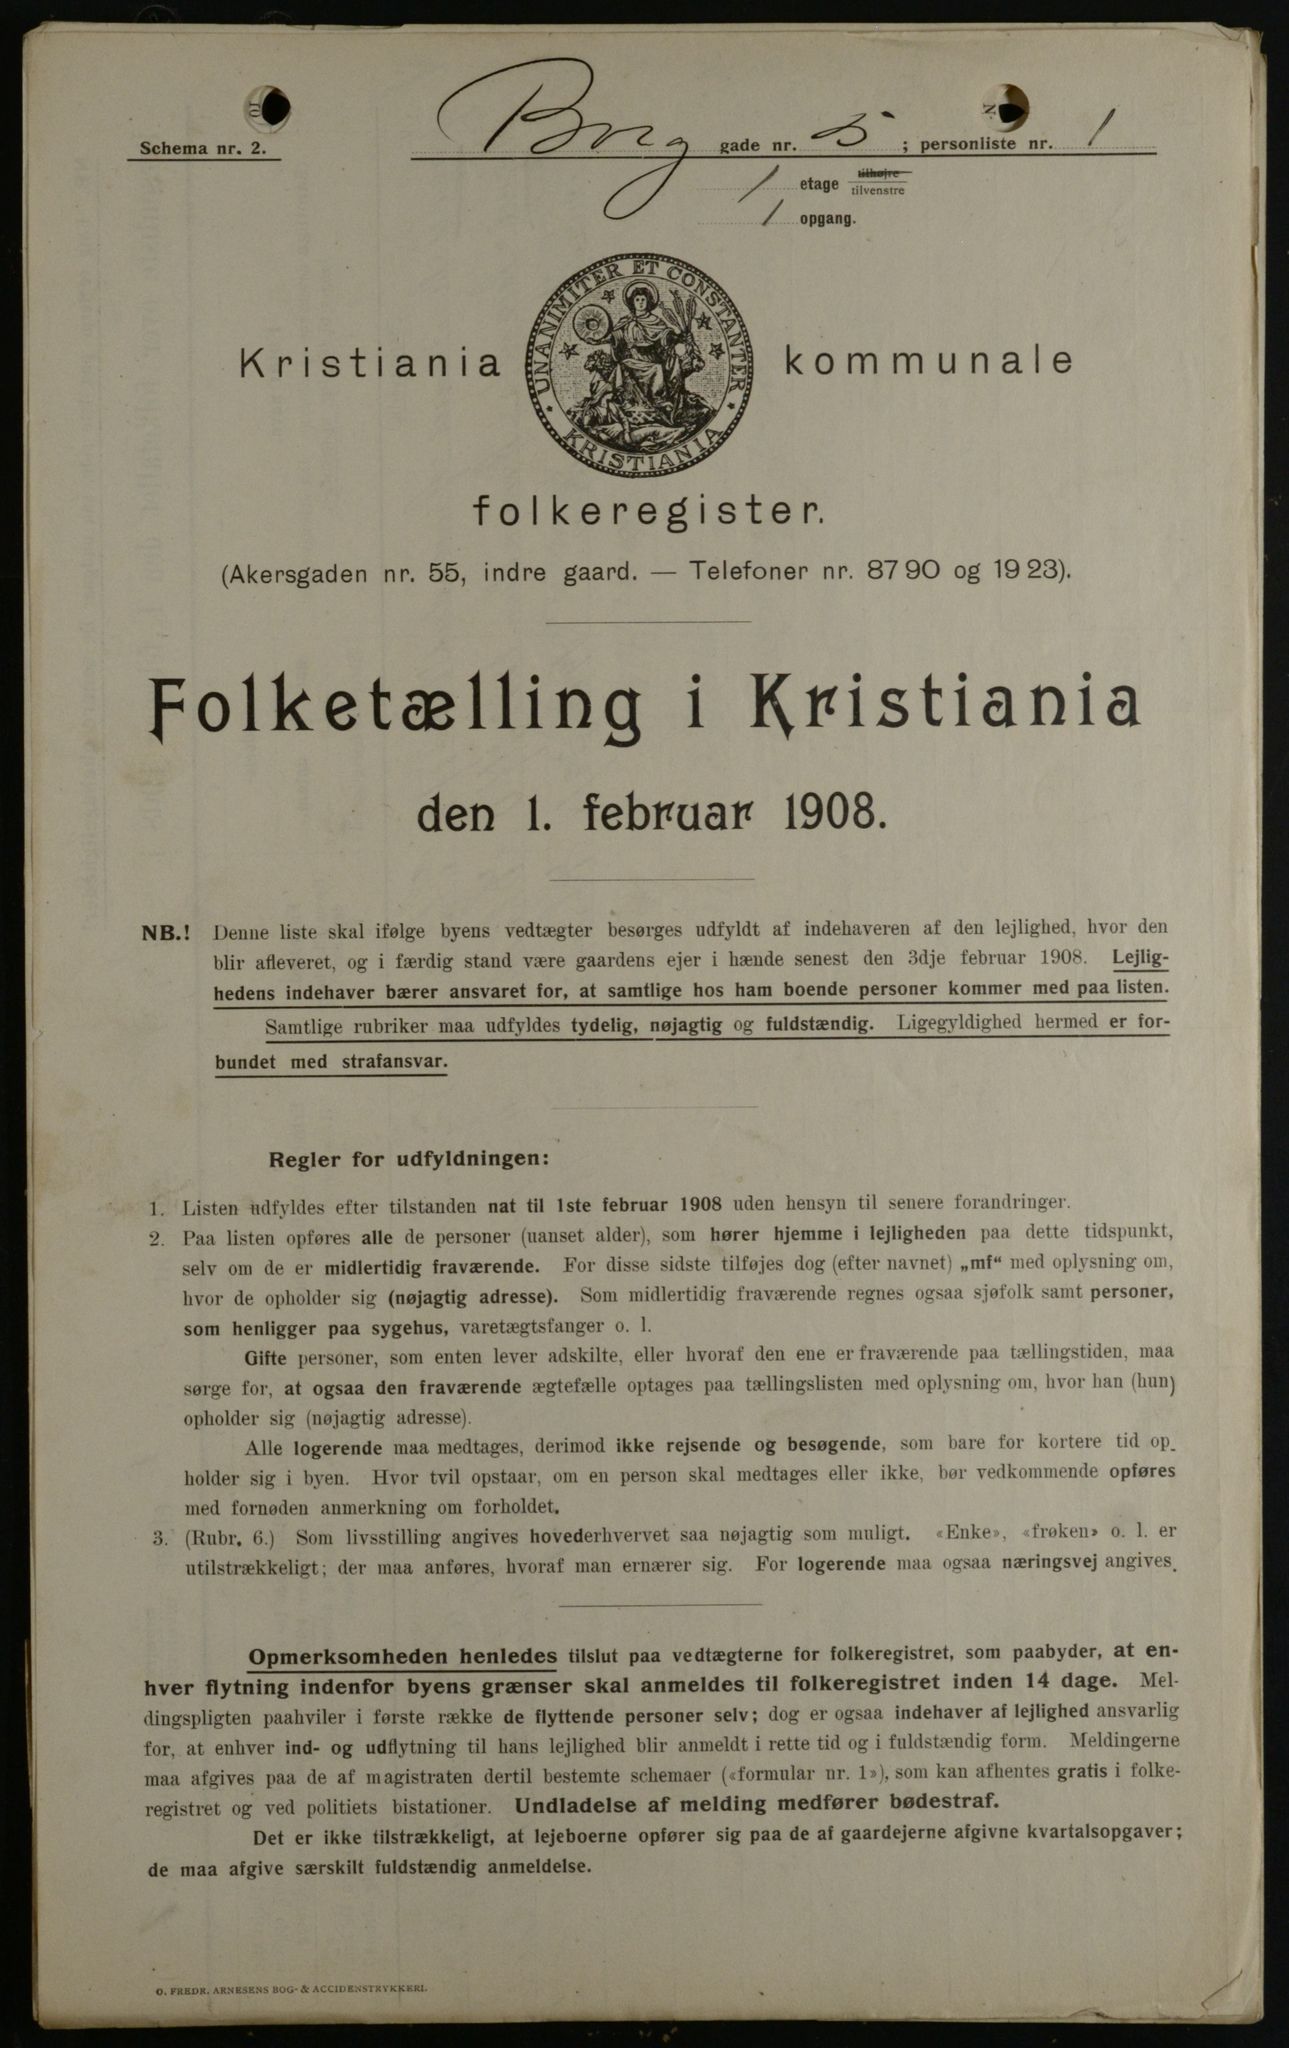 Schema nr. 2.
Borg gade nr. 5 ; personliste nr. 1
1 etage tilhøjre
tilvenstre
1 opgang.
UNANIMITER ET CONSTANTER
KRISTIANIA
Kristiania kommunale
folkeregister.
(Akersgaden nr. 55, indre gaard. — Telefoner nr. 8790 og 1923).
Folketælling i Kristiania
den 1. februar 1908.
NB.! Denne liste skal ifølge byens vedtægter besørges udfyldt af indehaveren af den lejlighed, hvor den
blir afleveret, og i færdig stand være gaardens ejer i hænde senest den 3dje februar 1908. Lejlig-
hedens indehaver bærer ansvaret for, at samtlige hos ham boende personer kommer med paa listen.
Samtlige rubriker maa udfyldes tydelig, nøjagtig og fuldstændig. Ligegyldighed hermed er for-
bundet med strafansvar.
Regler for udfyldningen:
1. Listen udfyldes efter tilstanden nat til 1ste februar 1908 uden hensyn til senere forandringer.
2. Paa listen opføres alle de personer (uanset alder), som hører hjemme i lejligheden paa dette tidspunkt,
selv om de er midlertidig fraværende. For disse sidste tilføjes dog (efter navnet) „mf“ med oplysning om,
hvor de opholder sig (nøjagtig adresse). Som midlertidig fraværende regnes ogsaa sjøfolk samt personer,
som henligger paa sygehus, varetægtsfanger o. l.
Gifte personer, som enten lever adskilte, eller hvoraf den ene er fraværende paa tællingstiden, maa
sørge for, at ogsaa den fraværende ægtefælle optages paa tællingslisten med oplysning om, hvor han (hun)
opholder sig (nøjagtig adresse).
Alle logerende maa medtages, derimod ikke rejsende og besøgende, som bare for kortere tid op-
holder sig i byen. Hvor tvil opstaar, om en person skal medtages eller ikke, bør vedkommende opføres
med fornøden anmerkning om forholdet.
3. (Rubr. 6.) Som livsstilling angives hovederhvervet saa nøjagtig som muligt. «Enke», «frøken» o. l. er
utilstrækkeligt; der maa anføres, hvoraf man ernærer sig. For logerende maa ogsaa næringsvej angives.
Opmerksomheden henledes tilslut paa vedtægterne for folkeregistret, som paabyder, at en-
hver flytning indenfor byens grænser skal anmeldes til folkeregistret inden 14 dage. Mel-
dingspligten paahviler i første række de flyttende personer selv; dog er ogsaa indehaver af lejlighed ansvarlig
for, at enhver ind- og udflytning til hans lejlighed blir anmeldt i rette tid og i fuldstændig form. Meldingerne
maa afgives paa de af magistraten dertil bestemte schemaer («formular nr. 1»), som kan afhentes gratis i folke-
registret og ved politiets bistationer. Undladelse af melding medfører bødestraf.
Det er ikke tilstrækkeligt, at lejeboerne opfører sig paa de af gaardejerne afgivne kvartalsopgaver;
de maa afgive særskilt fuldstændig anmeldelse.
O. FREDR. ARNESENS BOG- & ACCIDENSTRYKKERI.